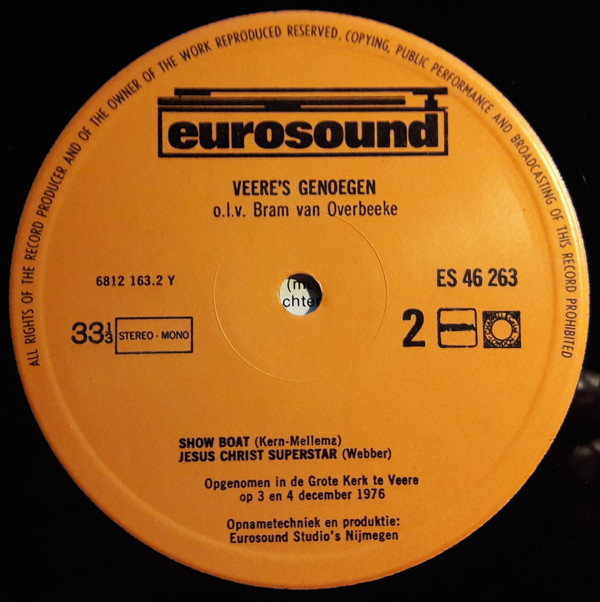 ALL RIGHTS OF THE RECORD PRODUCER AND OF THE OWNER OF THE WORK REPRODUCED RESERVED. COPYING, PUBLIC PERFORMANCE AND BROADCASTING OF THIS RECORD PROHIBITED
eurosound
VEERE'S GENOEGEN
o.l.v. Bram van Overbeeke
6812 163.2 Y
ES 46 263
33⅓
STEREO - MONO
2
SHOW BOAT (Kern-Mellems)
JESUS CHRIST SUPERSTAR (Webber)
Opgenomen in de Grote Kerk te Veere
op 3 en 4 december 1976
Opnametechniek en produktie:
Eurosound Studio's Nijmegen